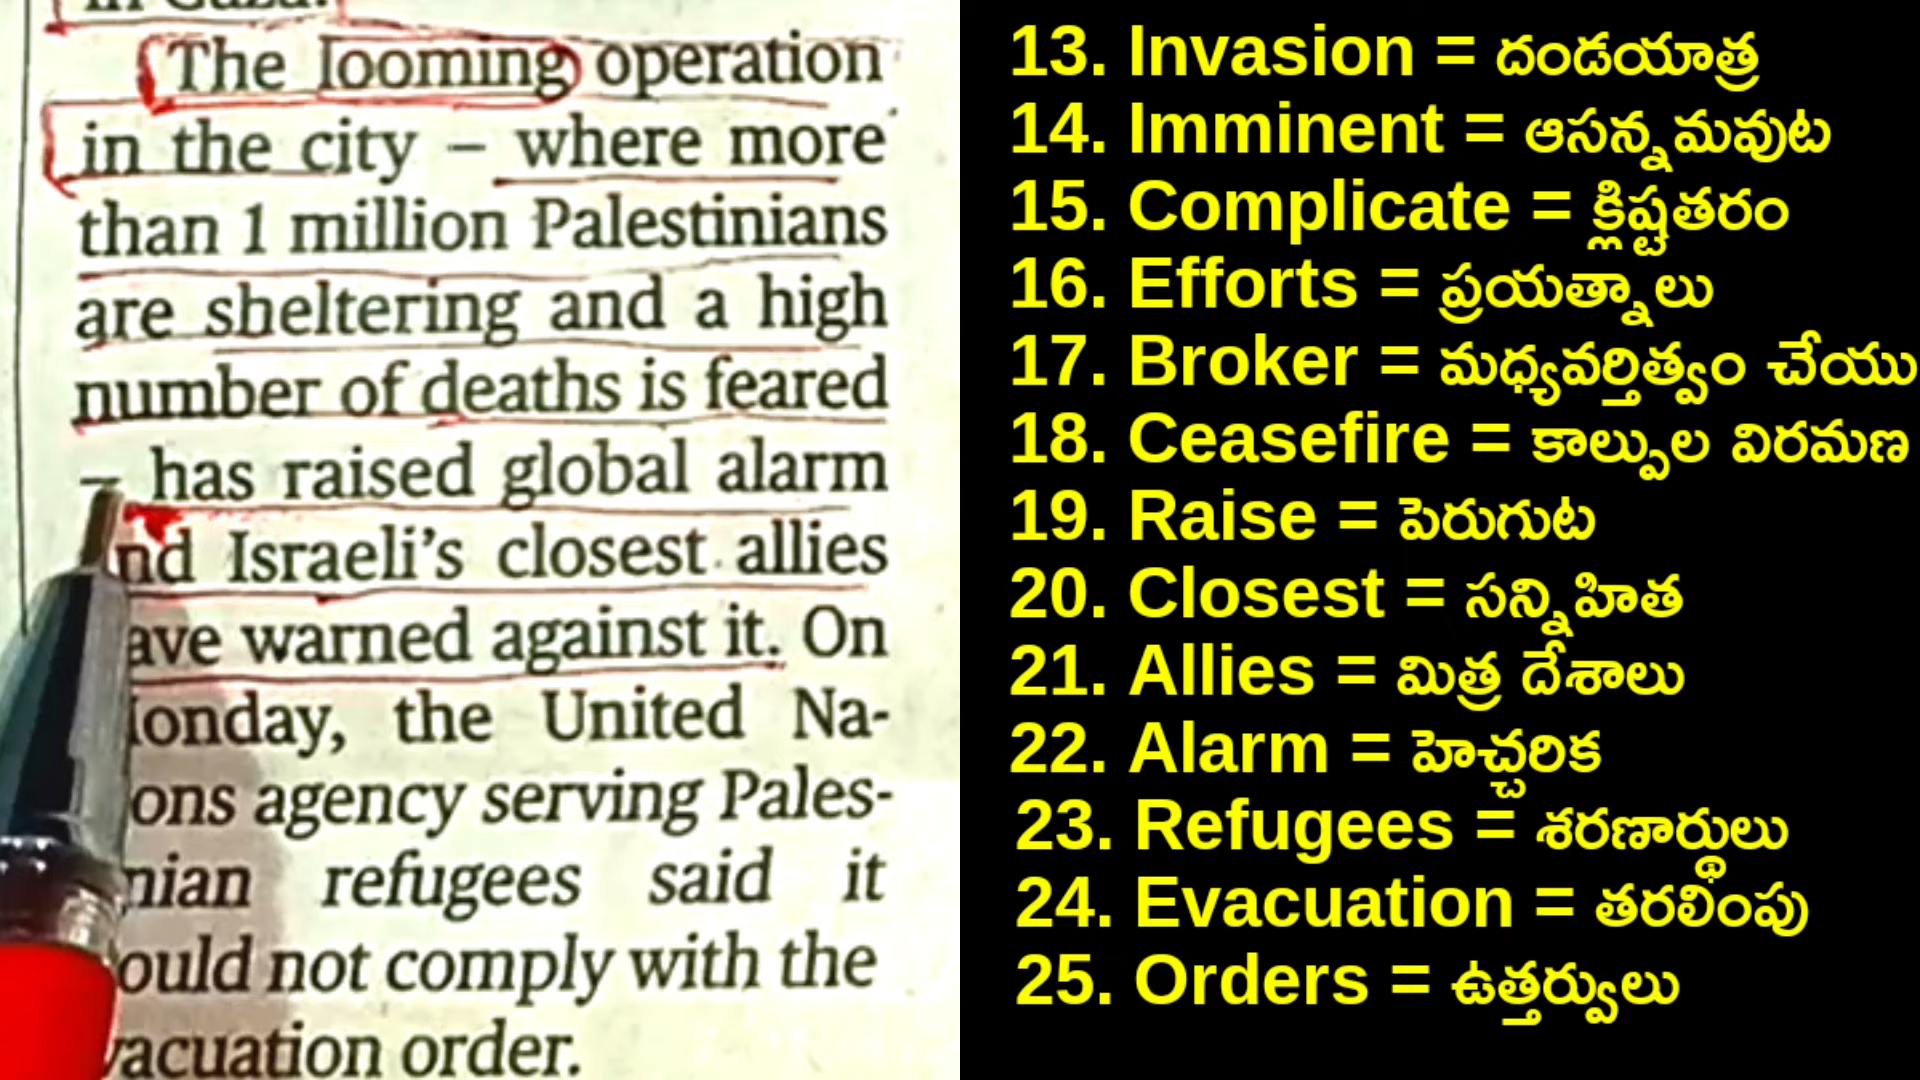 in Gaza.
The looming operation
in the city – where more
than 1 million Palestinians
are sheltering and a high
number of deaths is feared
– has raised global alarm
nd Israeli's closest allies
ave warned against it. On
onday, the United Na-
ons agency serving Pales-
nian refugees said it
ould not comply with the
vacuation order.
13. Invasion = దండయాత్ర
14. Imminent = ఆసన్నమవుట
15. Complicate = క్లిష్టతరం
16. Efforts = ప్రయత్నాలు
17. Broker = మధ్యవర్తిత్వం చేయు
18. Ceasefire = కాల్పుల విరమణ
19. Raise = పెరుగుట
20. Closest = సన్నిహిత
21. Allies = మిత్ర దేశాలు
22. Alarm = హెచ్చరిక
23. Refugees = శరణార్థులు
24. Evacuation = తరలింపు
25. Orders = ఉత్తర్వులు